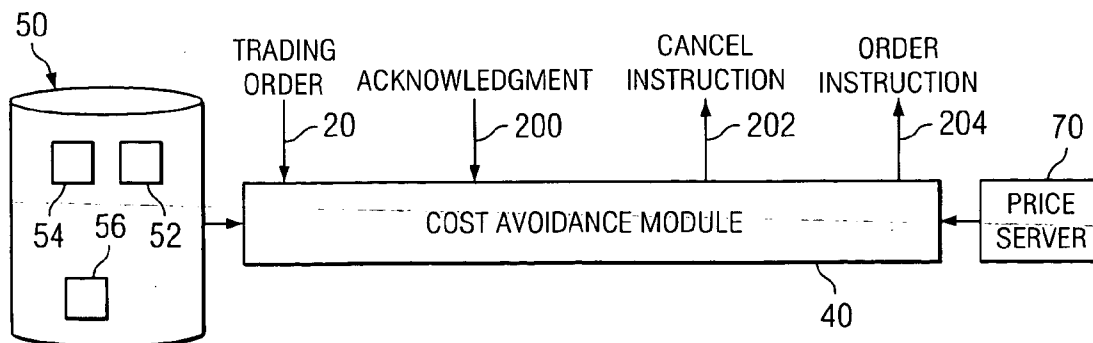 50
TRADING
ORDER
20
ACKNOWLEDGMENT
200
CANCEL
INSTRUCTION
202
ORDER
INSTRUCTION
204
70
54
52
56
COST AVOIDANCE MODULE
PRICE
SERVER
40